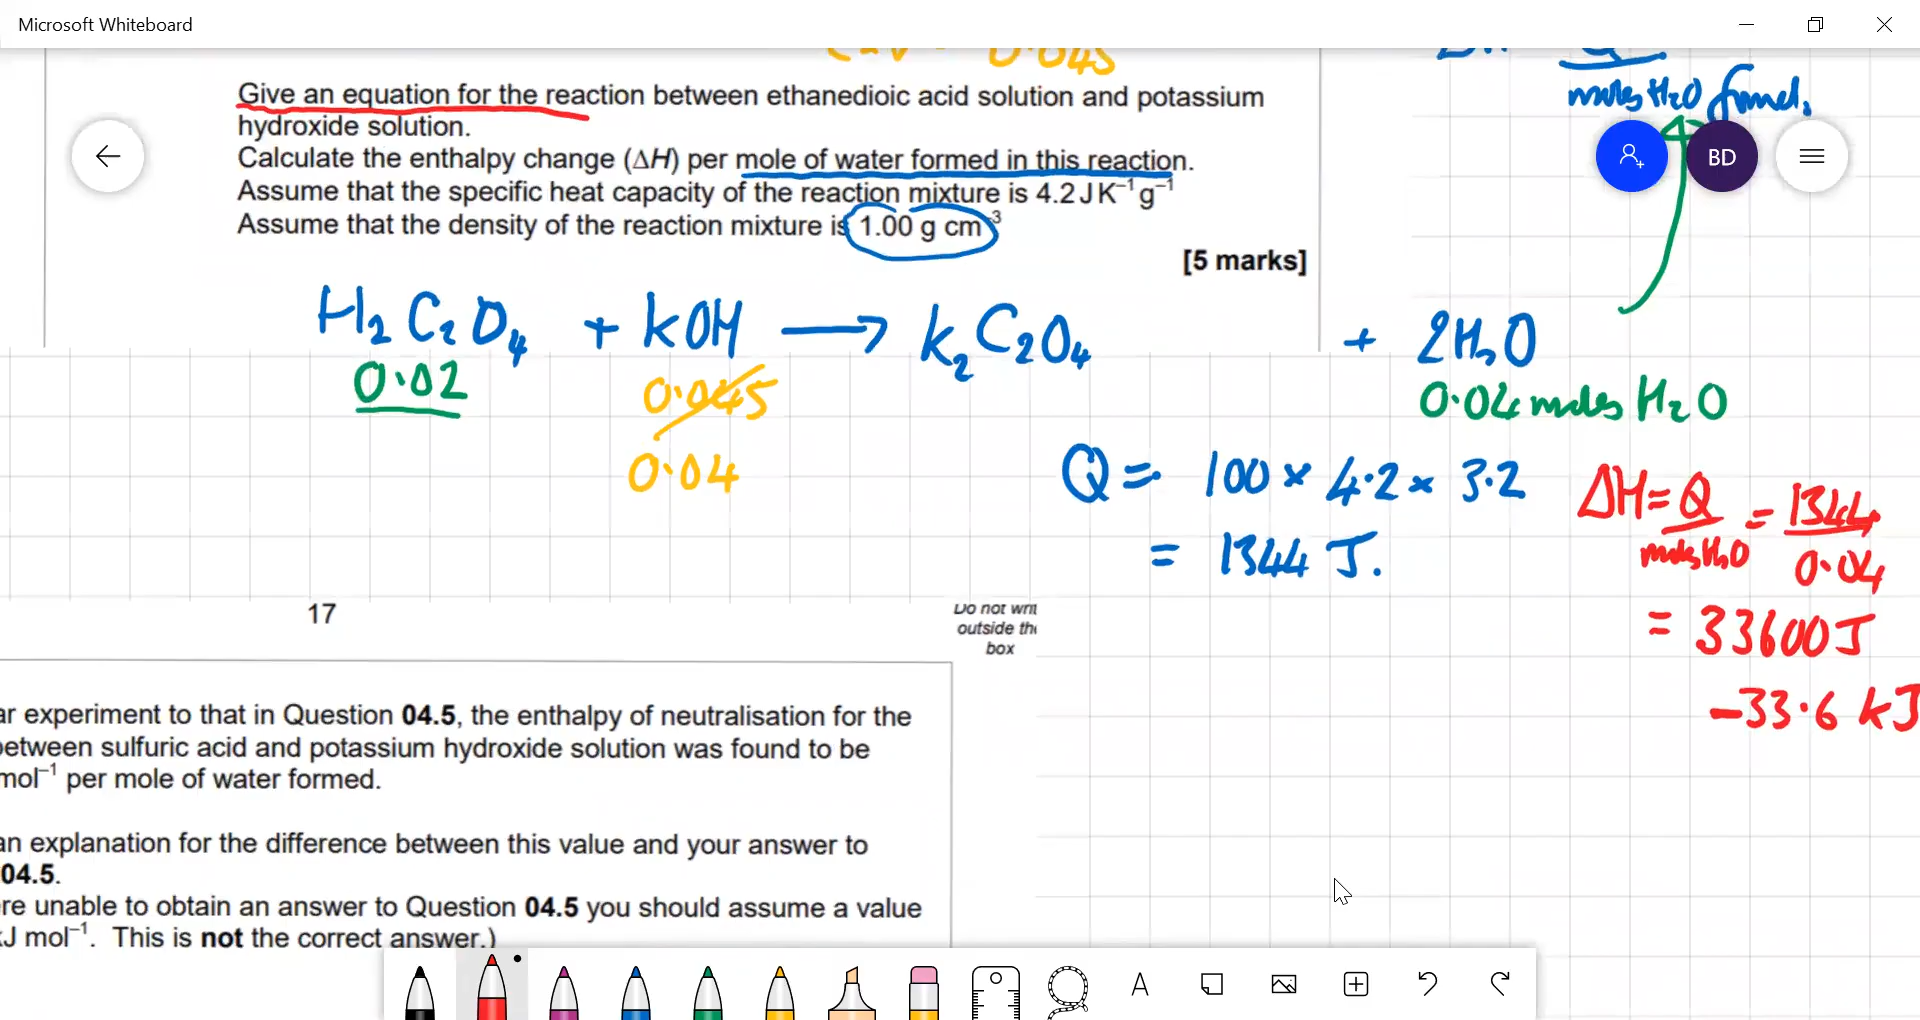 Microsoft Whiteboard
0.045
Give an equation for the reaction between ethanedioic acid solution and potassium
hydroxide solution.
Calculate the enthalpy change (ΔH) per mole of water formed in this reaction.
Assume that the specific heat capacity of the reaction mixture is 4.2 J K⁻¹ g⁻¹
Assume that the density of the reaction mixture is 1.00 g cm⁻³
[5 marks]
moles H₂O formed.
BD
H₂C₂O₄ + KOH → K₂C₂O₄ + 2H₂O
0.02 0.045 0.04 moles H₂O
0.04
Q = 100 × 4.2 × 3.2
= 1344 J.
ΔH = Q / moles H₂O = 1344 / 0.04
= 33600 J
-33.6 kJ
17
Do not writ
outside the
box
ar experiment to that in Question 04.5, the enthalpy of neutralisation for the
between sulfuric acid and potassium hydroxide solution was found to be
mol⁻¹ per mole of water formed.
an explanation for the difference between this value and your answer to
04.5.
re unable to obtain an answer to Question 04.5 you should assume a value
kJ mol⁻¹. This is not the correct answer.)
A